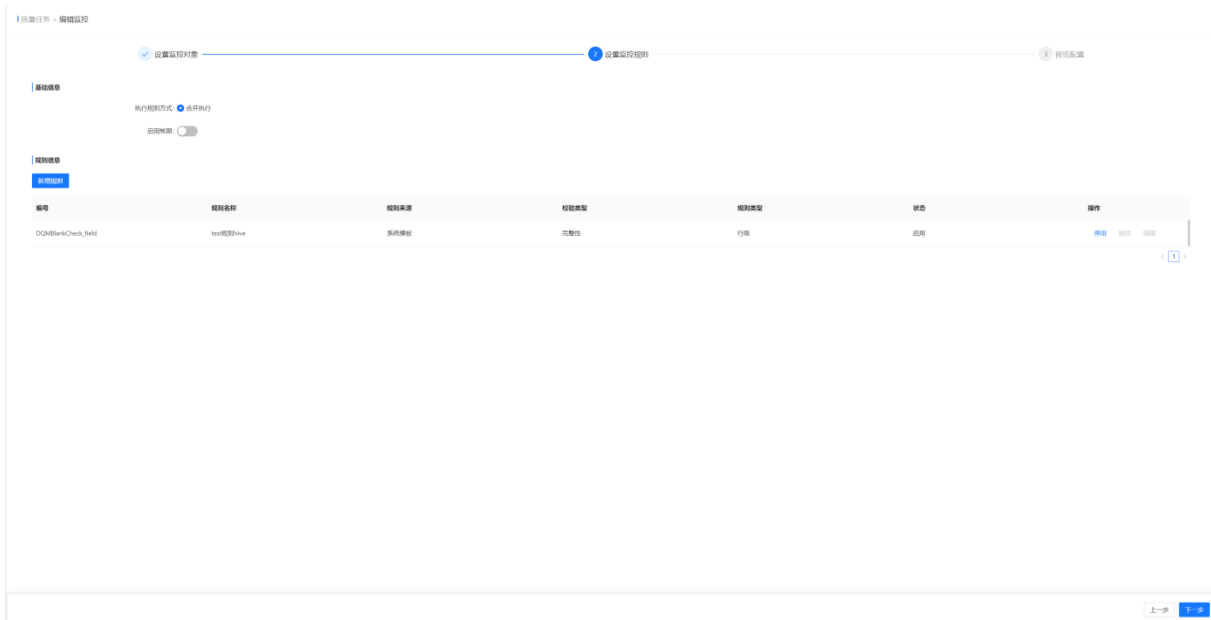 质量任务 > 编辑监控
设置监控对象
2 设置监控规则
3 预览配置
基础信息
执行规则方式: 合并执行
启用帐期:
规则信息
新增规则
编号 规则名称 规则来源 校验类型 规则类型 状态 操作
DQMBlankCheck_field test规则hive 系统模板 完整性 行级 启用 停用 删除 编辑
< 1 >
上一步 下一步